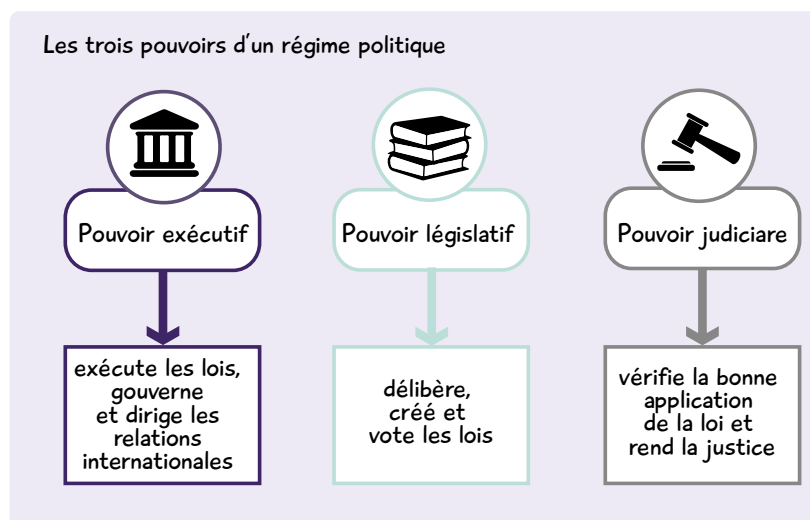 Les trois pouvoirs d'un régime politique
Pouvoir exécutif
Pouvoir législatif
Pouvoir judiciare
exécute les lois,
gouverne
et dirige les
relations
internationales
délibère,
créé et
vote les lois
vérifie la bonne
application
de la loi et
rend la justice